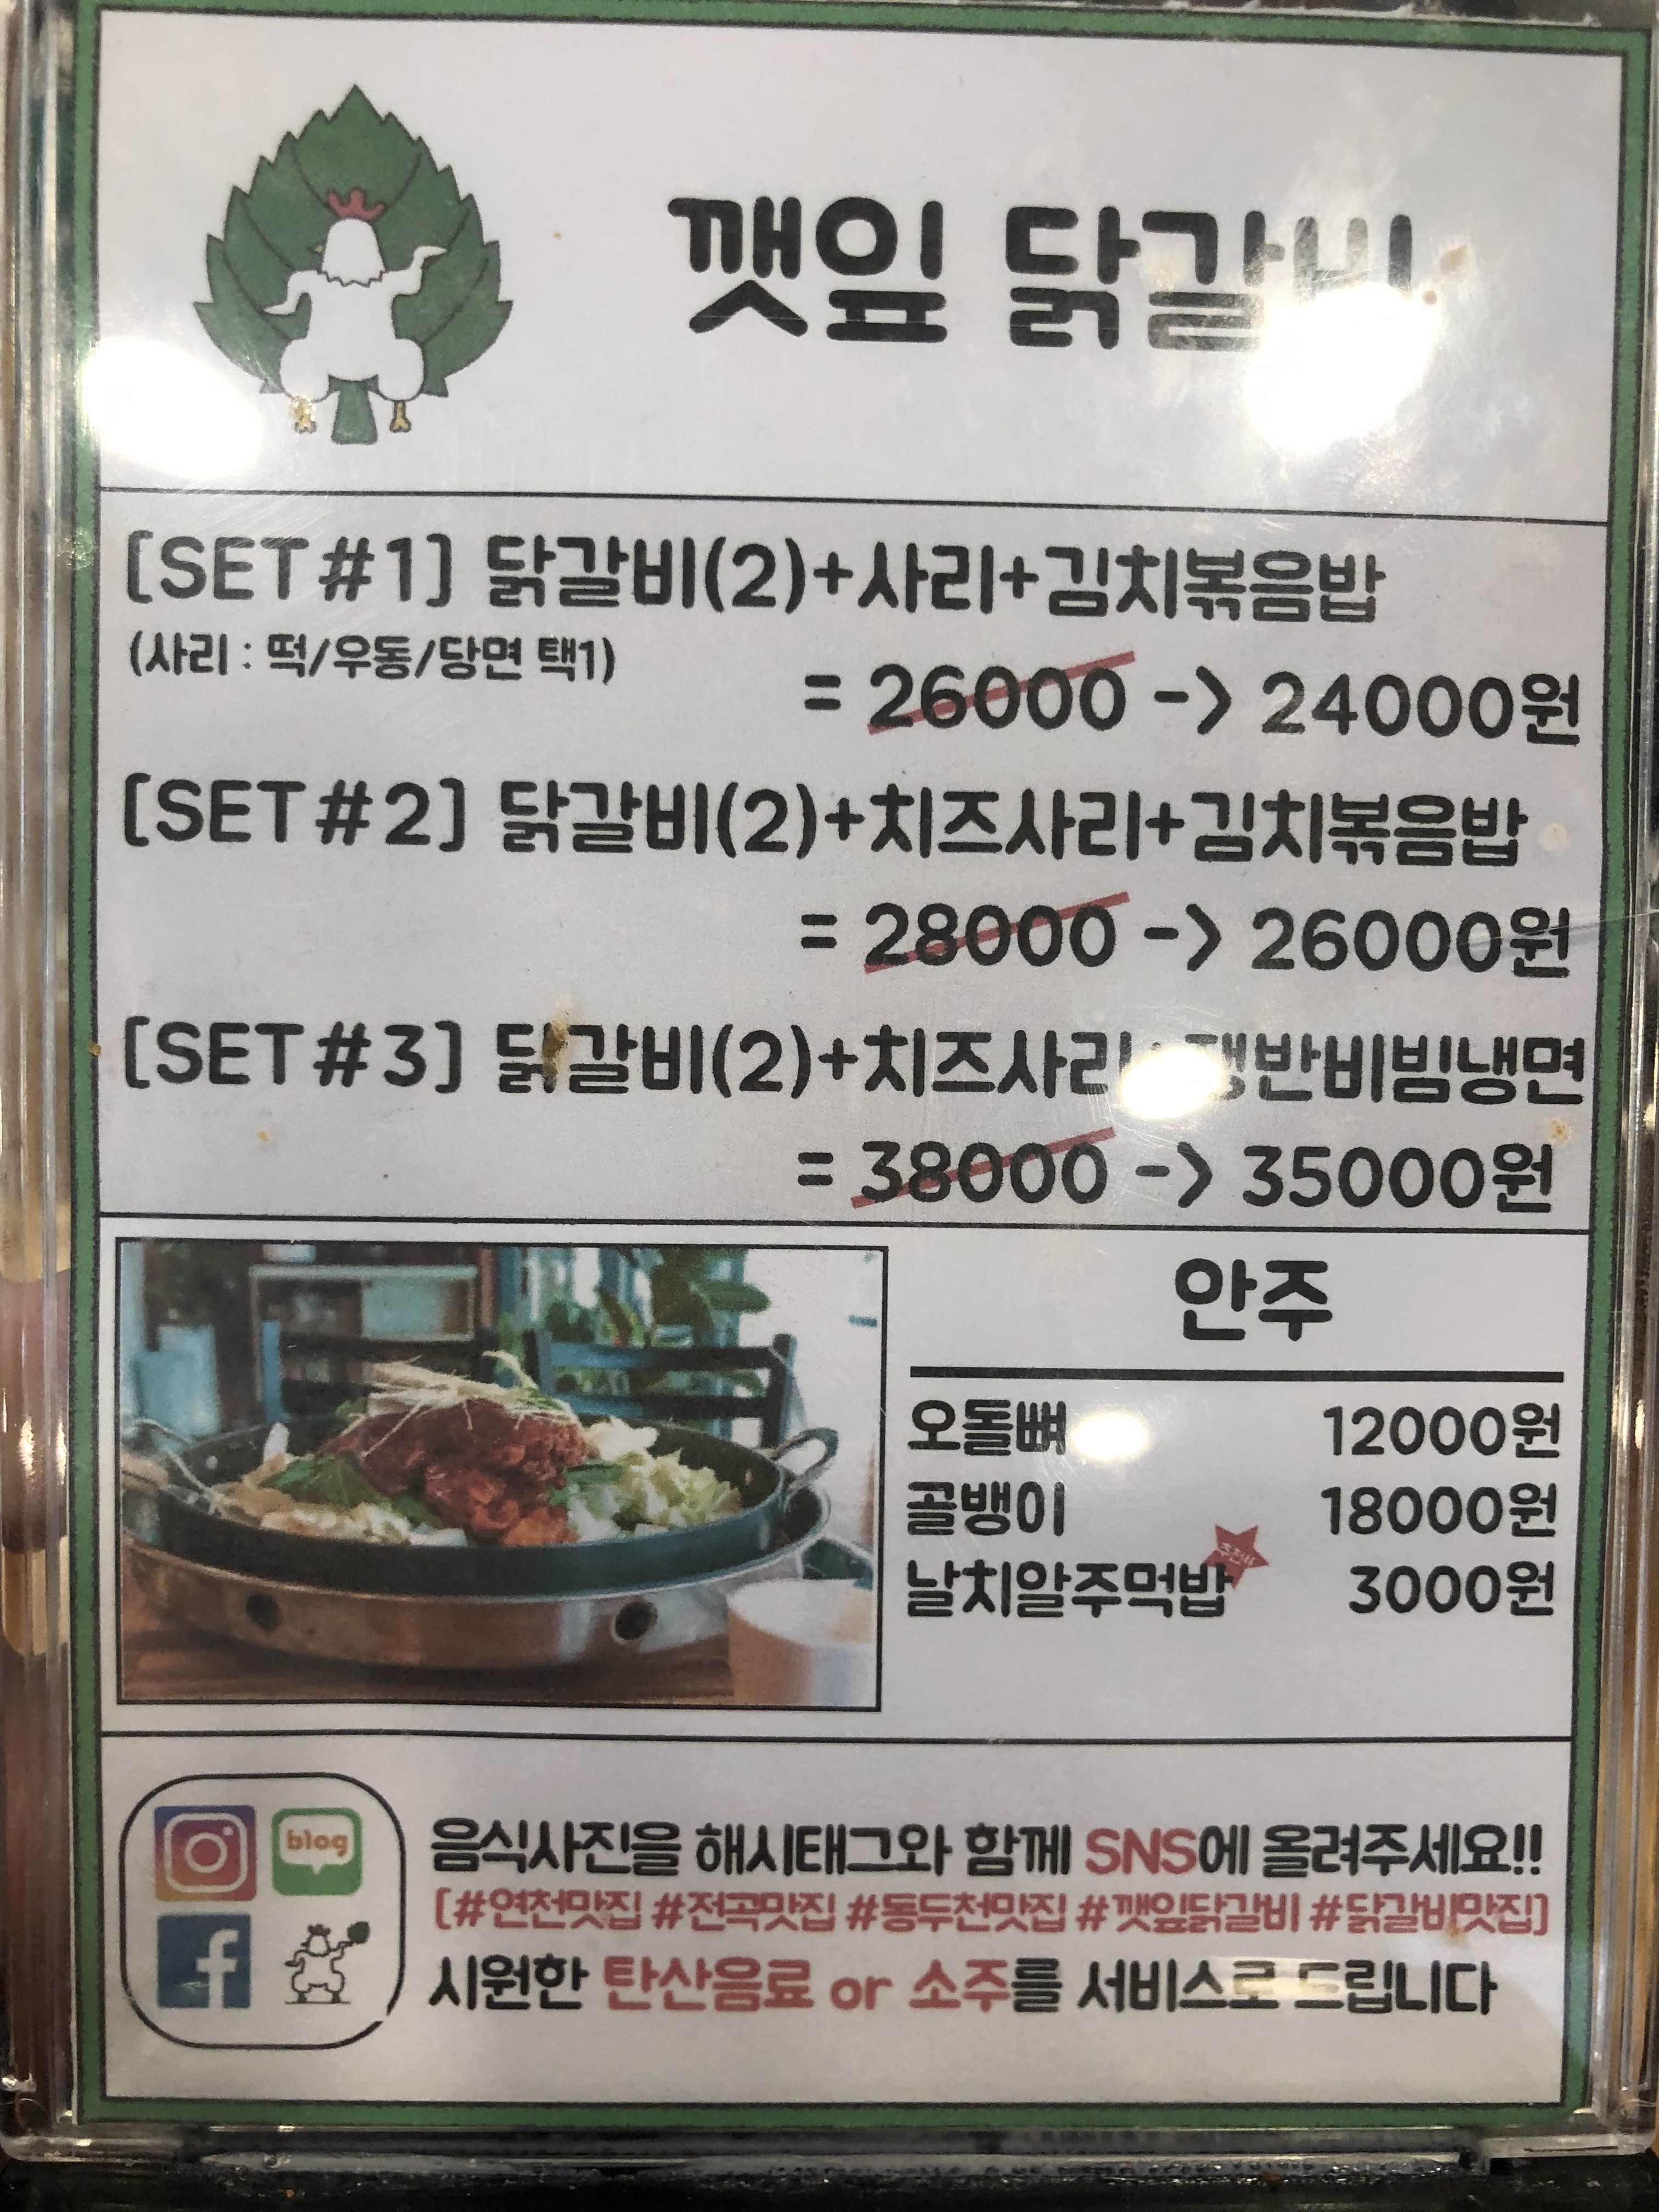 깻잎 닭갈비
[SET#1] 닭갈비(2)+사리+김치볶음밥
(사리 : 떡/우동/당면 택1)
= 26000 -> 24000원
[SET#2] 닭갈비(2)+치즈사리+김치볶음밥
= 28000 -> 26000원
[SET#3] 닭갈비(2)+치즈사리+쟁반비빔냉면
= 38000 -> 35000원
안주
오돌뼈 12000원
골뱅이 18000원
날치알주먹밥 3000원
blog
음식사진을 해시태그와 함께 SNS에 올려주세요!!
[#연천맛집 #전곡맛집 #동두천맛집 #깻잎닭갈비 #닭갈비맛집]
시원한 탄산음료 or 소주를 서비스로 드립니다